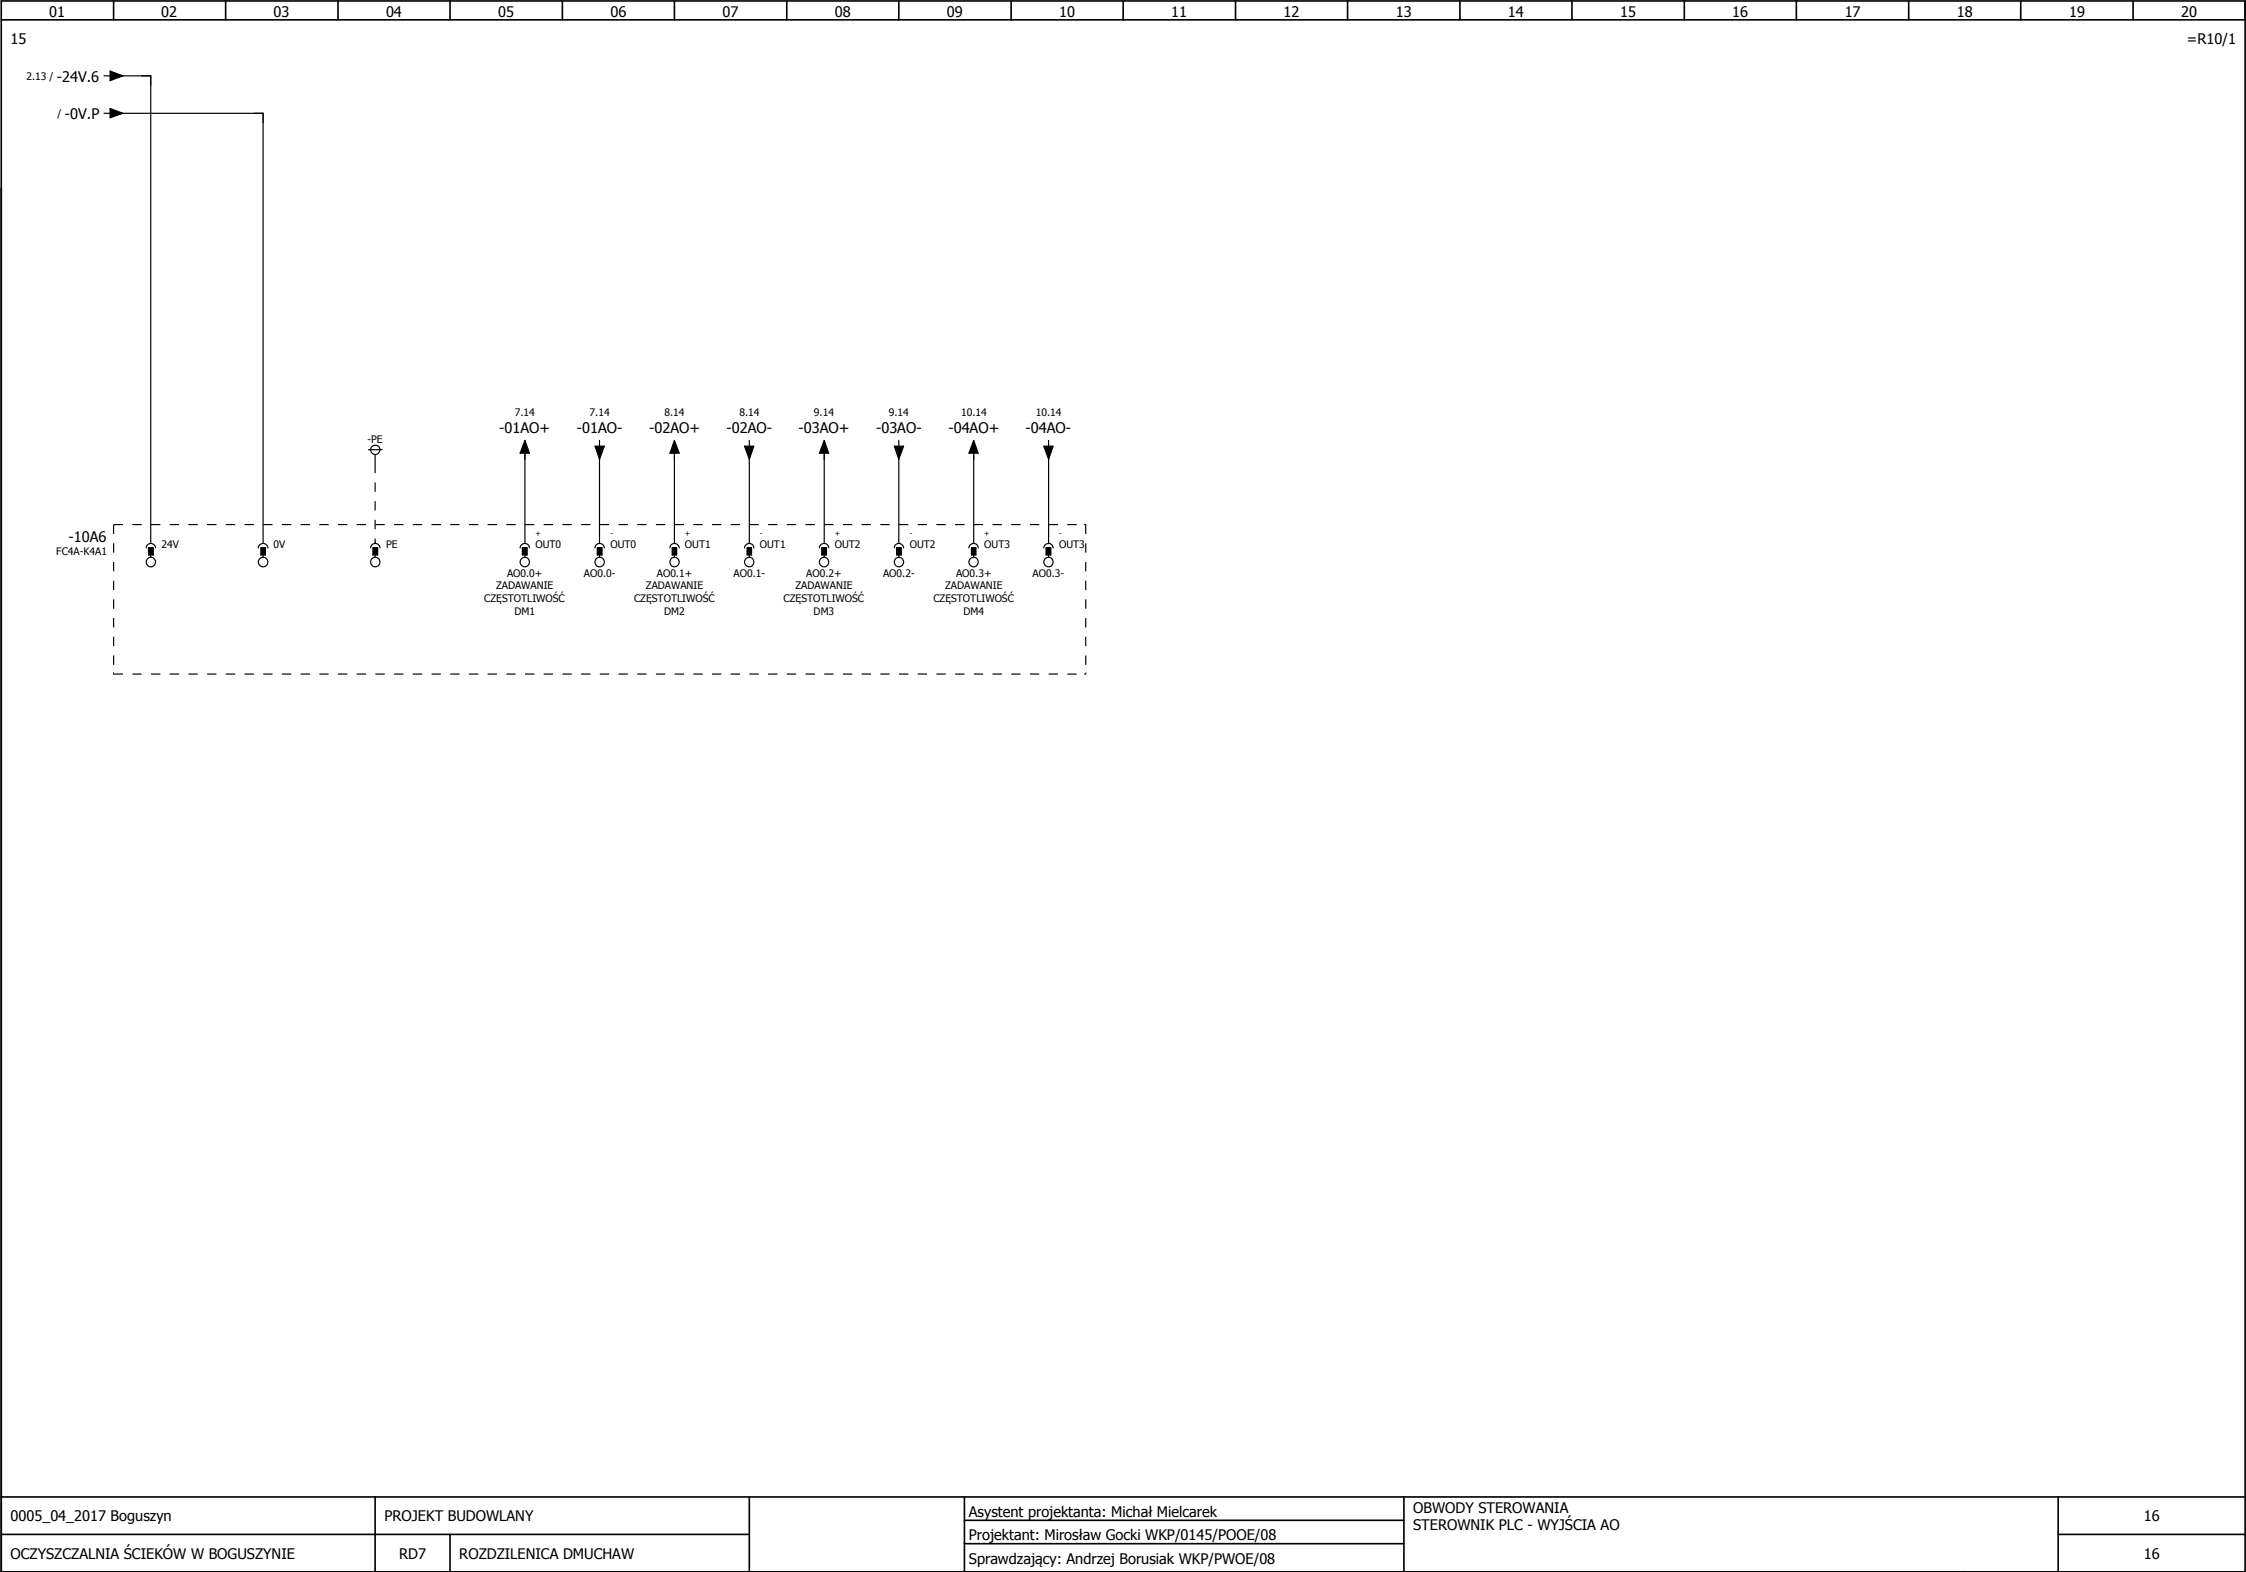 01 02 03 04 05 06 07 08 09 10 11 12 13 14 15 16 17 18 19 20
15
=R10/1
2.13 / -24V.6
/ -0V.P
7.14 7.14 8.14 8.14 9.14 9.14 10.14 10.14
-01AO+ -01AO- -02AO+ -02AO- -03AO+ -03AO- -04AO+ -04AO-
-PE
-10A6
FC4A-K4A1
+ - + - + - + -
24V 0V PE OUT0 OUT0 OUT1 OUT1 OUT2 OUT2 OUT3 OUT3
AO0.0+ AO0.0- AO0.1+ AO0.1- AO0.2+ AO0.2- AO0.3+ AO0.3-
ZADAWANIE ZADAWANIE ZADAWANIE ZADAWANIE
CZĘSTOTLIWOŚĆ CZĘSTOTLIWOŚĆ CZĘSTOTLIWOŚĆ CZĘSTOTLIWOŚĆ
DM1 DM2 DM3 DM4
0005_04_2017 Boguszyn
PROJEKT BUDOWLANY
OCZYSZCZALNIA ŚCIEKÓW W BOGUSZYNIE
RD7
ROZDZILENICA DMUCHAW
Asystent projektanta: Michał Mielcarek
Projektant: Mirosław Gocki WKP/0145/POOE/08
Sprawdzający: Andrzej Borusiak WKP/PWOE/08
OBWODY STEROWANIA
STEROWNIK PLC - WYJŚCIA AO
16
16